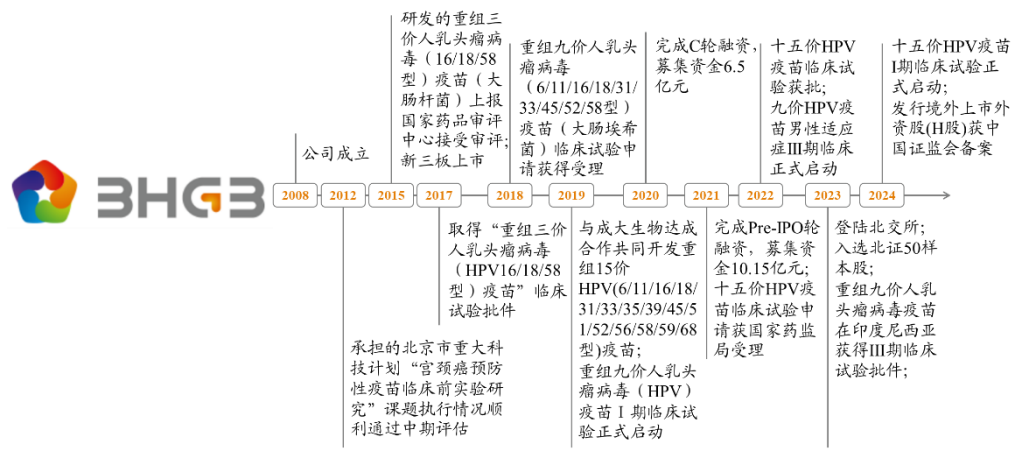 研发的重组三
价人乳头瘤病
毒（16/18/58
型）疫苗（大
肠杆菌）上报
国家药品审评
中心接受审评;
新三板上市
重组九价人乳头
瘤病毒
（6/11/16/18/31/
33/45/52/58型）
疫苗（大肠埃希
菌）临床试验申
请获得受理
完成C轮融资，
募集资金6.5
亿元
十五价HPV
疫苗临床试
验获批;
九价HPV疫
苗男性适应
症III期临床
正式启动
十五价HPV疫苗
I期临床试验正
式启动;
发行境外上市外
资股(H股)获中
国证监会备案
公司成立
BHGB
2008
2012
2015
2017
2018
2019
2020
2021
2022
2023
2024
取得“重组三价
人乳头瘤病毒
（HPV16/18/58
型）疫苗”临床
试验批件
与成大生物达成
合作共同开发重
组15价
HPV(6/11/16/18/
31/33/35/39/45/5
1/52/56/58/59/68
型)疫苗;
重组九价人乳头
瘤病毒（HPV）
疫苗Ⅰ期临床试
验正式启动
完成Pre-IPO轮
融资，募集资
金10.15亿元;
十五价HPV疫
苗临床试验申
请获国家药监
局受理
登陆北交所;
入选北证50样
本股;
重组九价人乳
头瘤病毒疫苗
在印度尼西亚
获得III期临床
试验批件;
承担的北京市重大科
技计划“宫颈癌预防
性疫苗临床前实验研
究”课题执行情况顺
利通过中期评估